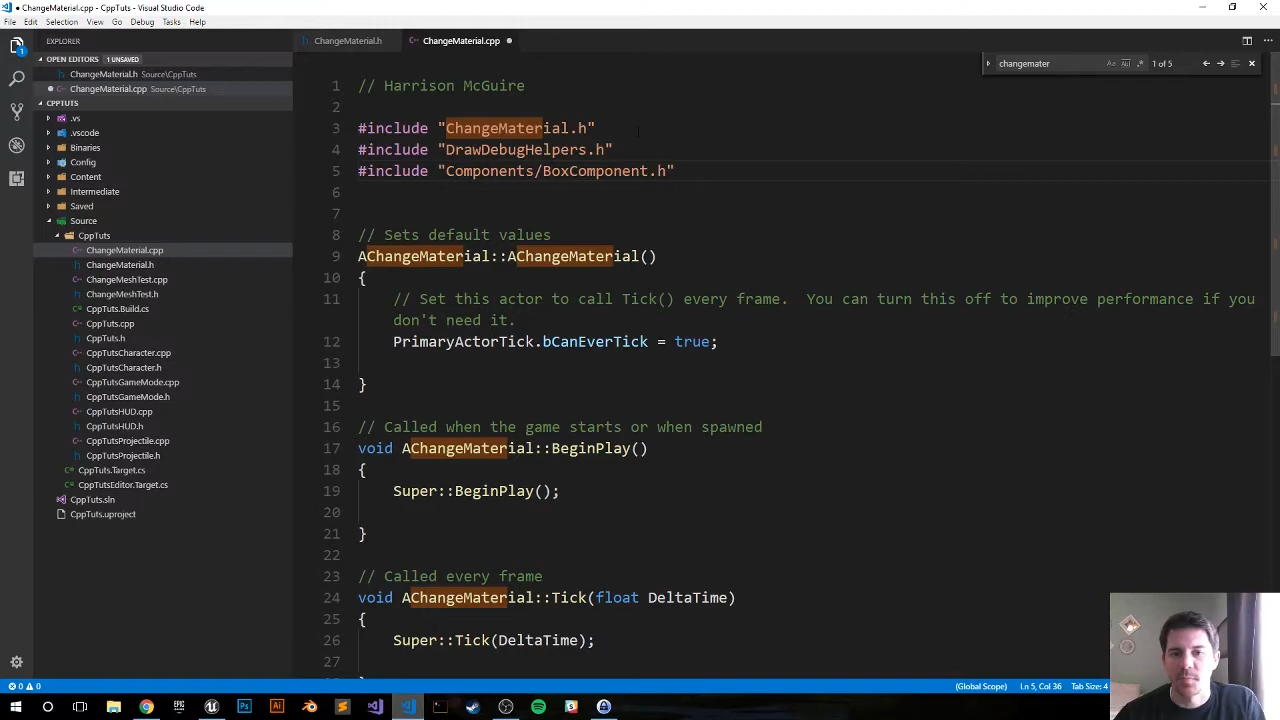 ChangeMaterial.cpp - CppTuts - Visual Studio Code
File Edit Selection View Go Debug Tasks Help
EXPLORER
ChangeMaterial.h
ChangeMaterial.cpp
OPEN EDITORS 1 UNSAVED
ChangeMaterial.h Source\CppTuts
ChangeMaterial.cpp Source\CppTuts
CPPTUTS
.vs
.vscode
Binaries
Config
Content
Intermediate
Saved
Source
CppTuts
ChangeMaterial.cpp
ChangeMaterial.h
ChangeMeshTest.cpp
ChangeMeshTest.h
CppTuts.Build.cs
CppTuts.cpp
CppTuts.h
CppTutsCharacter.cpp
CppTutsCharacter.h
CppTutsGameMode.cpp
CppTutsGameMode.h
CppTutsHUD.cpp
CppTutsHUD.h
CppTutsProjectile.cpp
CppTutsProjectile.h
CppTuts.Target.cs
CppTutsEditor.Target.cs
CppTuts.sln
CppTuts.uproject
changemater Aa Abl .* 1 of 5
1 // Harrison McGuire
2
3 #include "ChangeMaterial.h"
4 #include "DrawDebugHelpers.h"
5 #include "Components/BoxComponent.h"
6
7
8 // Sets default values
9 AChangeMaterial::AChangeMaterial()
10 {
11 // Set this actor to call Tick() every frame.  You can turn this off to improve performance if you
don't need it.
12 PrimaryActorTick.bCanEverTick = true;
13
14 }
15
16 // Called when the game starts or when spawned
17 void AChangeMaterial::BeginPlay()
18 {
19 Super::BeginPlay();
20
21 }
22
23 // Called every frame
24 void AChangeMaterial::Tick(float DeltaTime)
25 {
26 Super::Tick(DeltaTime);
27
0 0
(Global Scope) Ln 5, Col 36 Tab Size: 4